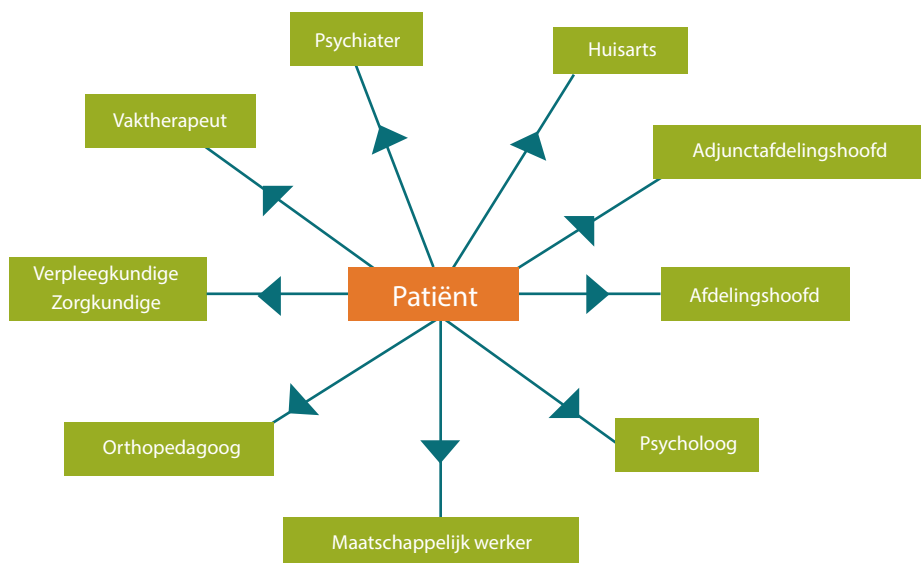 Psychiater
Huisarts
Vaktherapeut
Adjunctafdelingshoofd
Verpleegkundige
Zorgkundige
Patiënt
Afdelingshoofd
Orthopedagoog
Psycholoog
Maatschappelijk werker